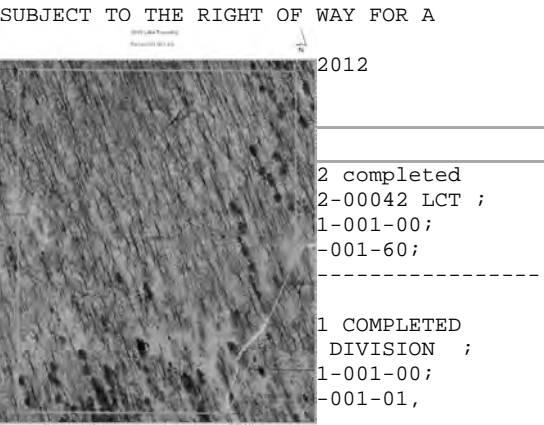 SUBJECT TO THE RIGHT OF WAY FOR A
N
2012
2 completed
2-00042 LCT ;
1-001-00;
-001-60;
-----------------
1 COMPLETED
DIVISION ;
1-001-00;
-001-01,